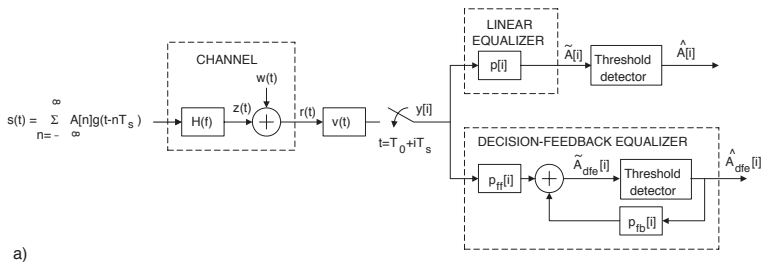 LINEAR
EQUALIZER
p[i]
Ã[i]
Threshold
detector
Â[i]
CHANNEL
w(t)
s(t) = Σ A[n]g(t-nT_s)
∞
n=- ∞
H(f)
z(t)
r(t)
v(t)
y[i]
t=T_0+iT_s
DECISION-FEEDBACK EQUALIZER
p_ff[i]
Ã_dfe[i]
Threshold
detector
Â_dfe[i]
p_fb[i]
a)